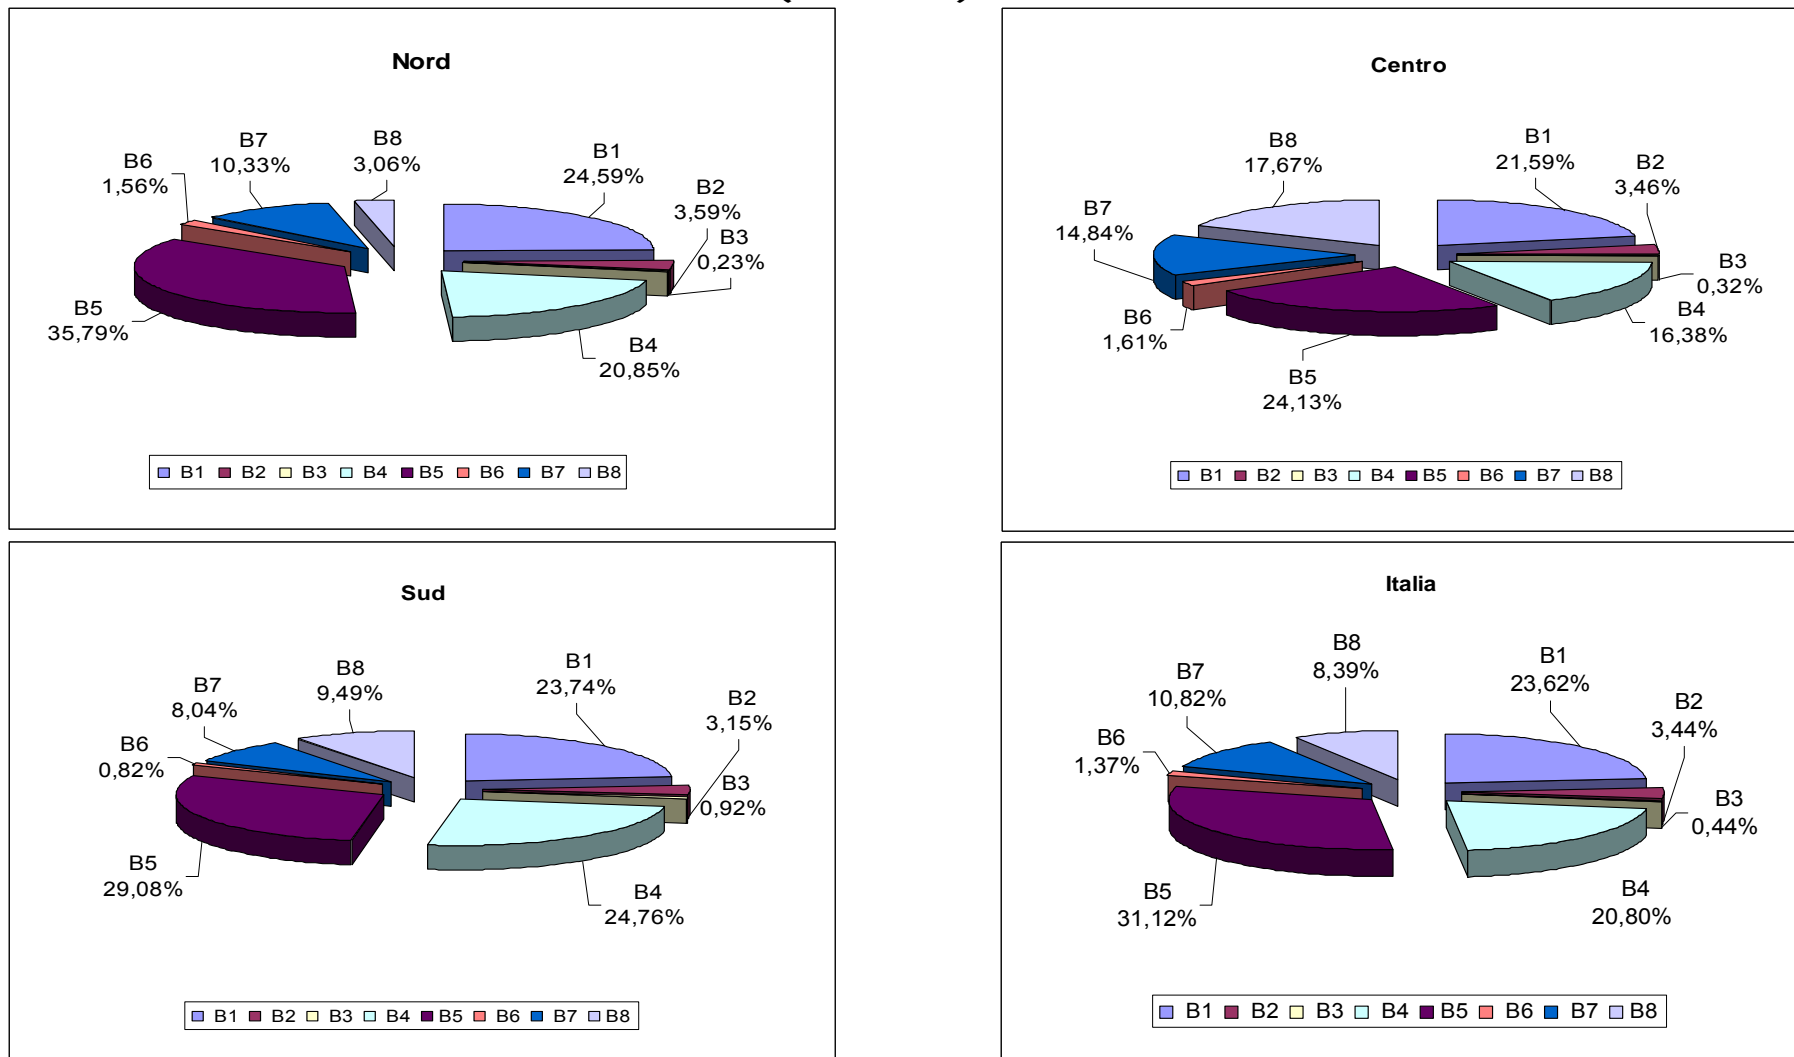 Nord
B8
3,06%
B7
10,33%
B6
1,56%
B1
24,59%
B2
3,59%
B3
0,23%
B5
35,79%
B4
20,85%
B1 B2 B3 B4 B5 B6 B7 B8
Centro
B8
17,67%
B1
21,59%
B2
3,46%
B7
14,84%
B3
0,32%
B6
1,61%
B4
16,38%
B5
24,13%
B1 B2 B3 B4 B5 B6 B7 B8
Sud
B8
9,49%
B1
23,74%
B7
8,04%
B2
3,15%
B6
0,82%
B3
0,92%
B5
29,08%
B4
24,76%
B1 B2 B3 B4 B5 B6 B7 B8
Italia
B8
8,39%
B1
23,62%
B7
10,82%
B2
3,44%
B6
1,37%
B3
0,44%
B5
31,12%
B4
20,80%
B1 B2 B3 B4 B5 B6 B7 B8